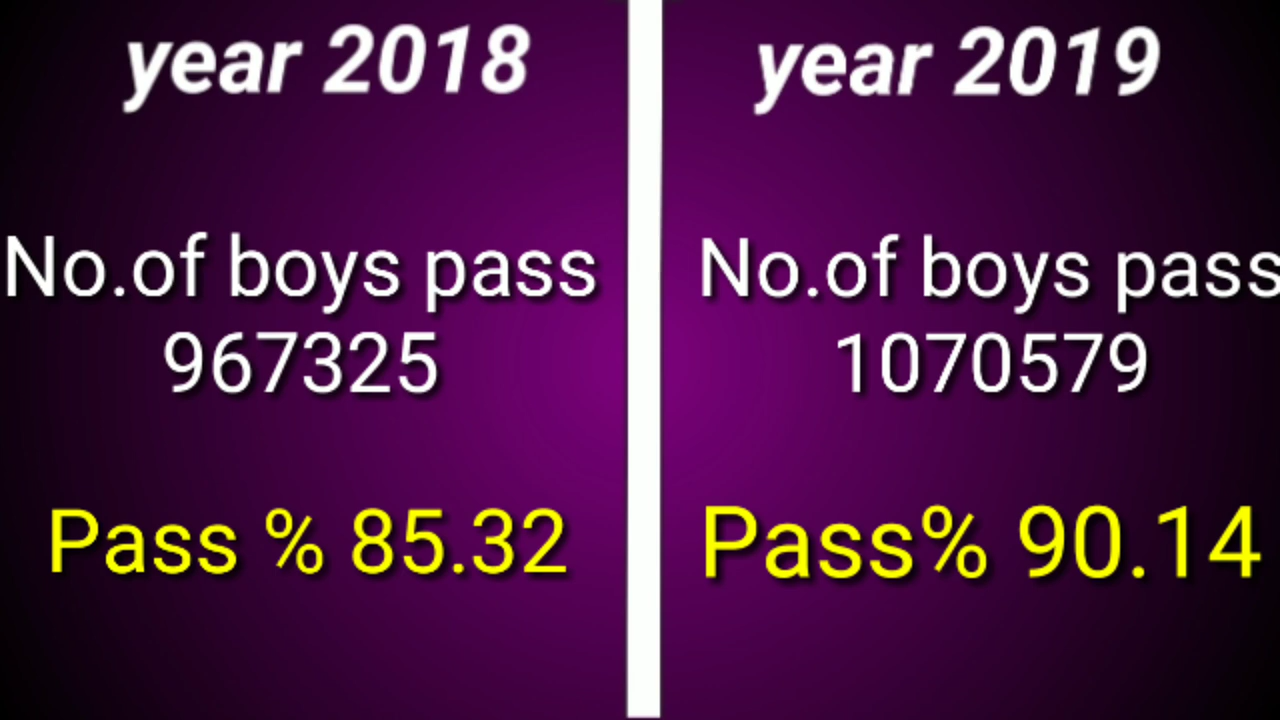 year 2018
No.of boys pass
967325
Pass % 85.32
year 2019
No.of boys pass
1070579
Pass% 90.14